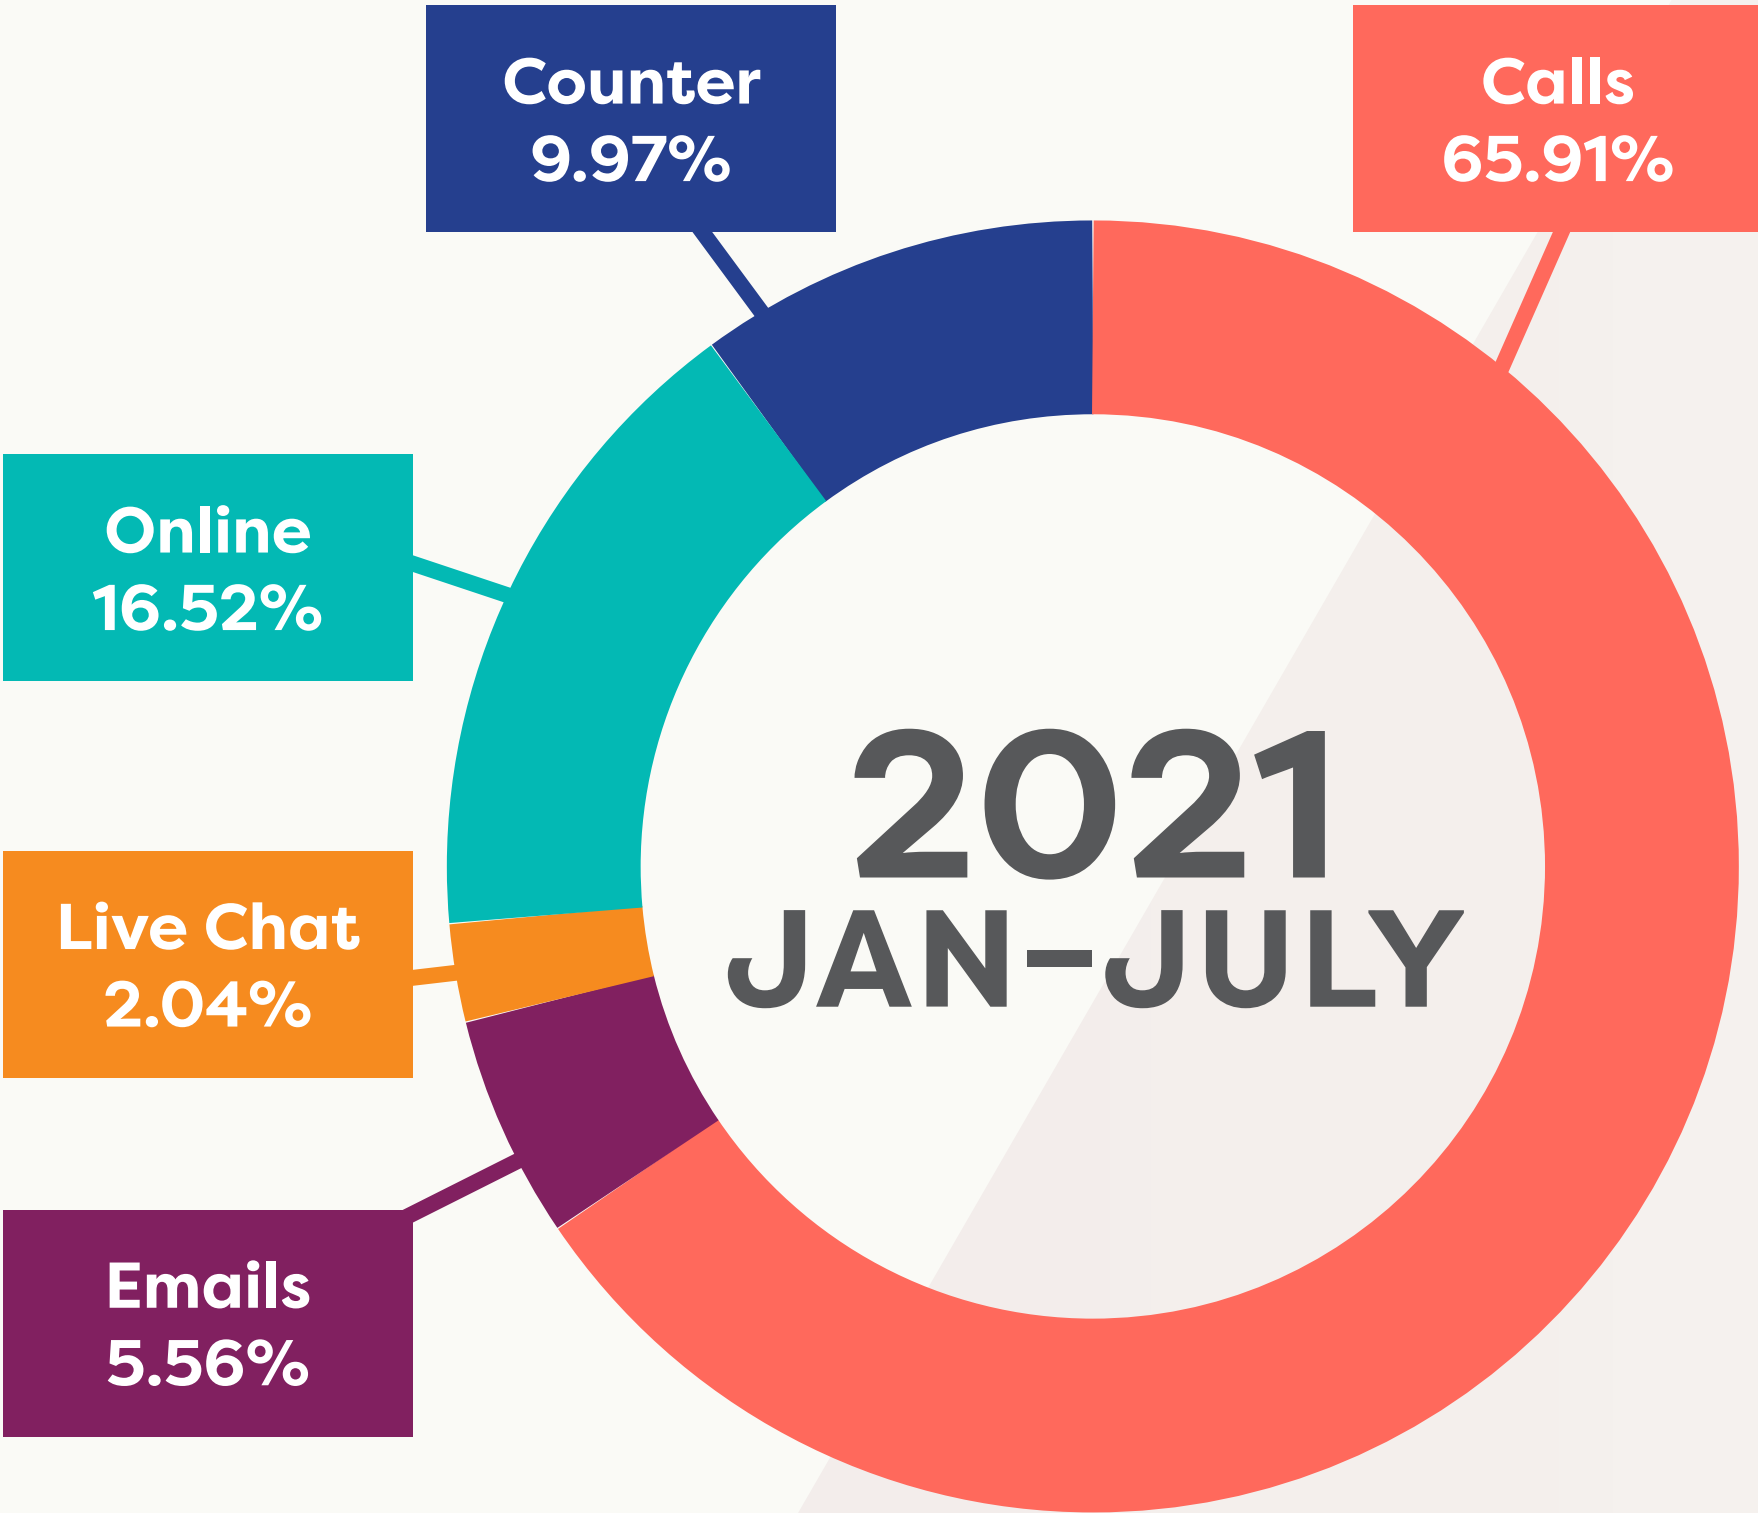 Counter
9.97%
Calls
65.91%
Online
16.52%
2021
JAN–JULY
Live Chat
2.04%
Emails
5.56%